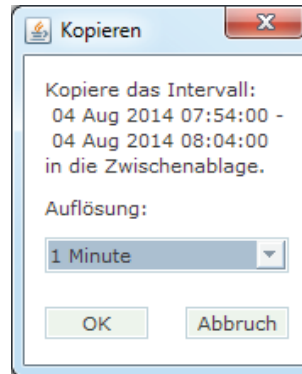 Kopieren
Kopiere das Intervall:
04 Aug 2014 07:54:00 -
04 Aug 2014 08:04:00
in die Zwischenablage.
Auflösung:
1 Minute
OK Abbruch